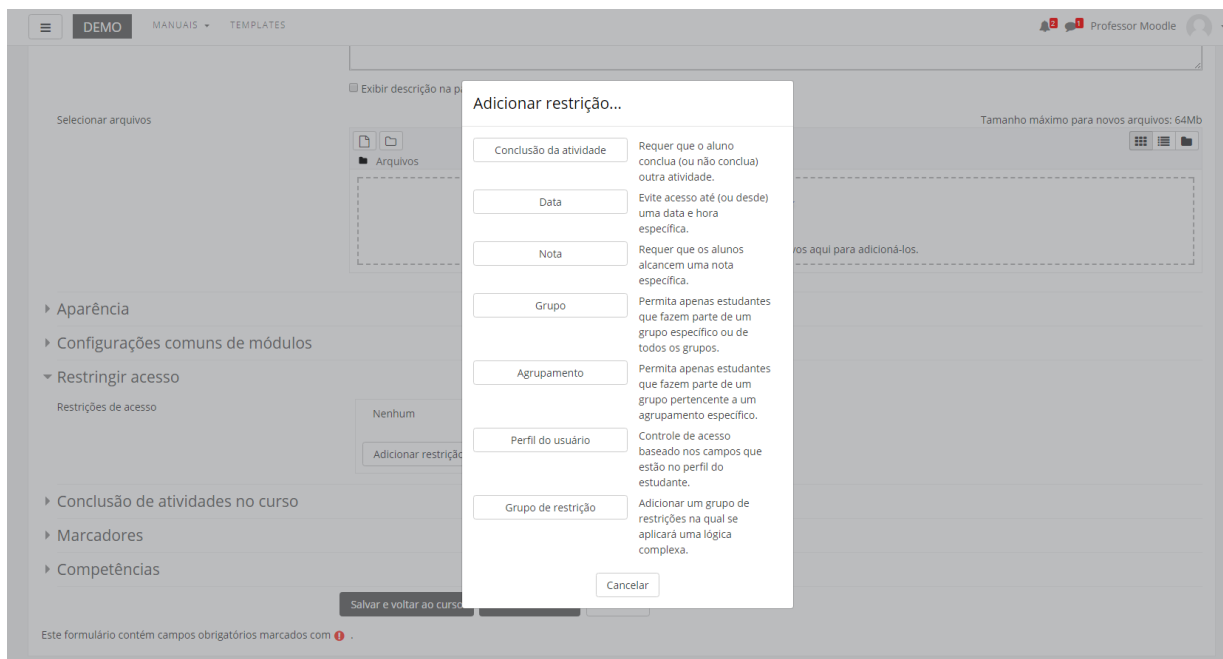 DEMO MANUAIS TEMPLATES 2 1 Professor Moodle
Exibir descrição na pá
Selecionar arquivos
Tamanho máximo para novos arquivos: 64Mb
Arquivos
vos aqui para adicioná-los.
Aparência
Configurações comuns de módulos
Restringir acesso
Restrições de acesso
Nenhum
Adicionar restrição
Conclusão de atividades no curso
Marcadores
Competências
Salvar e voltar ao curso
Este formulário contém campos obrigatórios marcados com .
Adicionar restrição...
Conclusão da atividade
Requer que o aluno
conclua (ou não conclua)
outra atividade.
Data
Evite acesso até (ou desde)
uma data e hora
específica.
Nota
Requer que os alunos
alcancem uma nota
específica.
Grupo
Permita apenas estudantes
que fazem parte de um
grupo específico ou de
todos os grupos.
Agrupamento
Permita apenas estudantes
que fazem parte de um
grupo pertencente a um
agrupamento específico.
Perfil do usuário
Controle de acesso
baseado nos campos que
estão no perfil do
estudante.
Grupo de restrição
Adicionar um grupo de
restrições na qual se
aplicará uma lógica
complexa.
Cancelar